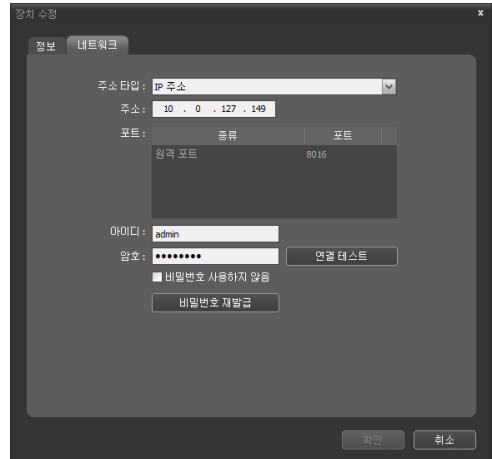 장치 수정 x
정보 네트워크
주소 타입 : IP 주소
주소 : 10 . 0 . 127 . 149
포트 : 종류 포트
원격 포트 8016
아이디 : admin
암호 : ●●●●●●●● 연결 테스트
비밀번호 사용하지 않음
비밀번호 재발급
확인 취소